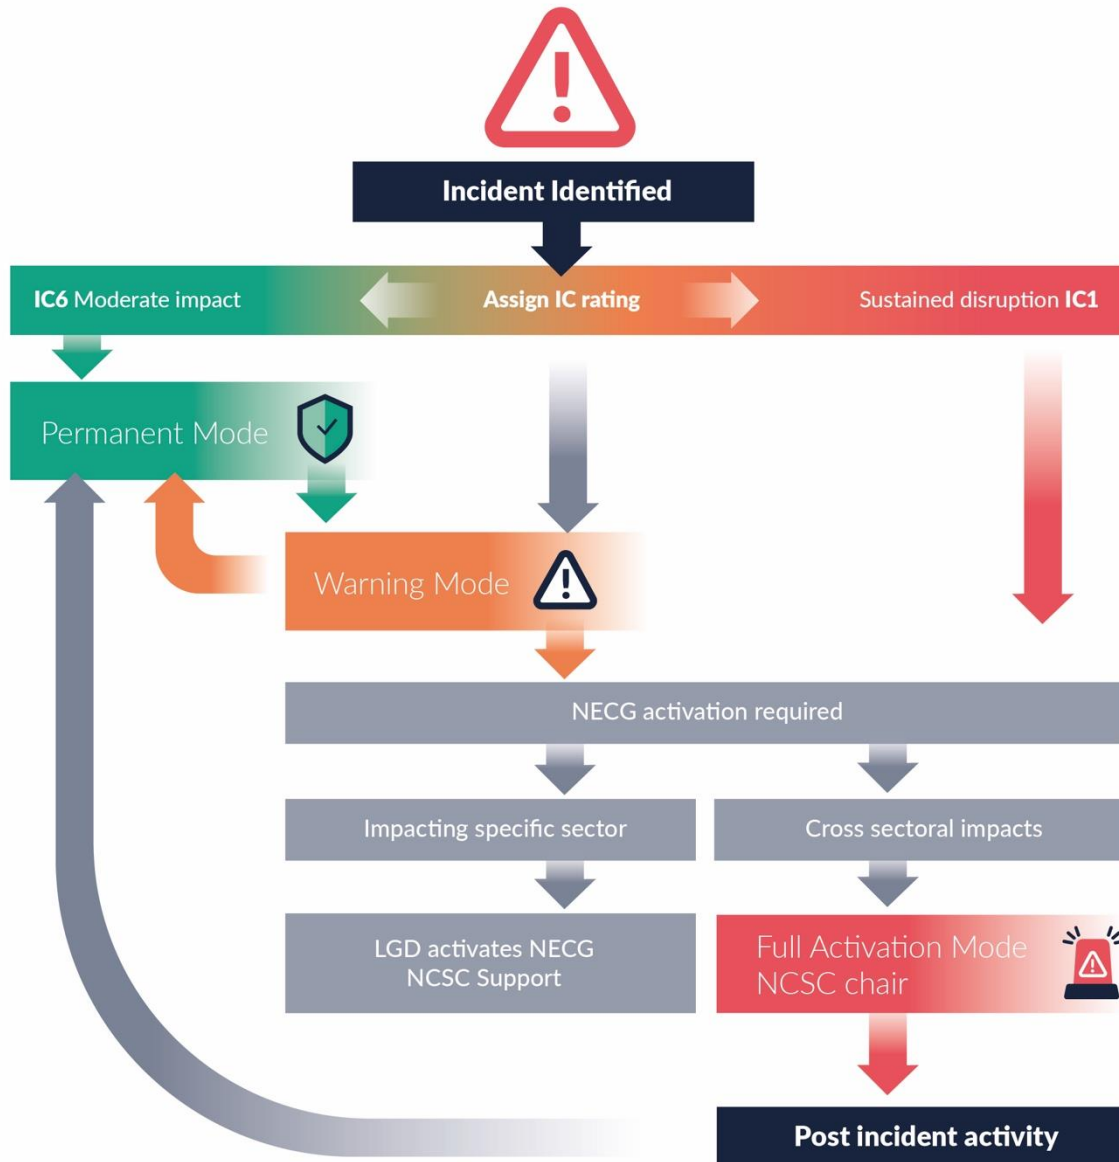 Incident Identified
IC6 Moderate impact
Assign IC rating
Sustained disruption IC1
Permanent Mode
Warning Mode
NECG activation required
Impacting specific sector
Cross sectoral impacts
LGD activates NECG
NCSC Support
Full Activation Mode
NCSC chair
Post incident activity